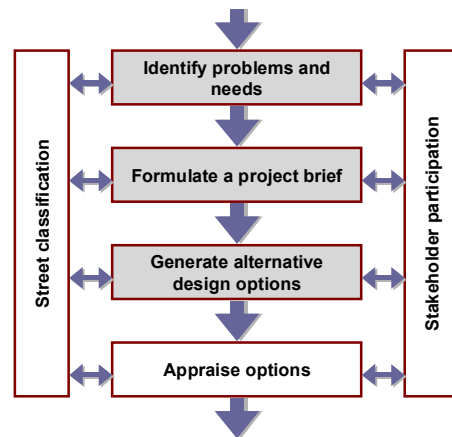 Identify problems and
needs
Street classification
Stakeholder participation
Formulate a project brief
Generate alternative
design options
Appraise options